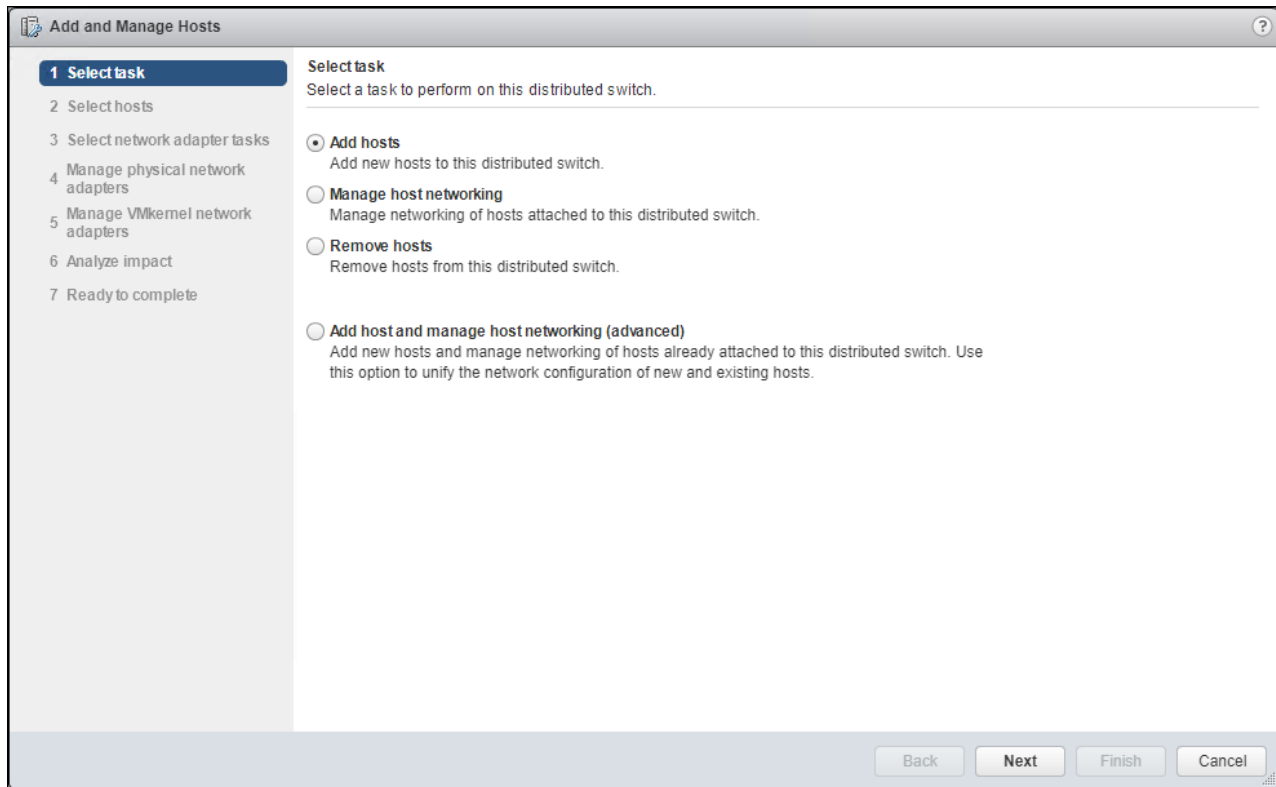 Add and Manage Hosts
?
1 Select task
2 Select hosts
3 Select network adapter tasks
4 Manage physical network
adapters
5 Manage VMkernel network
adapters
6 Analyze impact
7 Ready to complete
Select task
Select a task to perform on this distributed switch.
Add hosts
Add new hosts to this distributed switch.
Manage host networking
Manage networking of hosts attached to this distributed switch.
Remove hosts
Remove hosts from this distributed switch.
Add host and manage host networking (advanced)
Add new hosts and manage networking of hosts already attached to this distributed switch. Use
this option to unify the network configuration of new and existing hosts.
Back
Next
Finish
Cancel